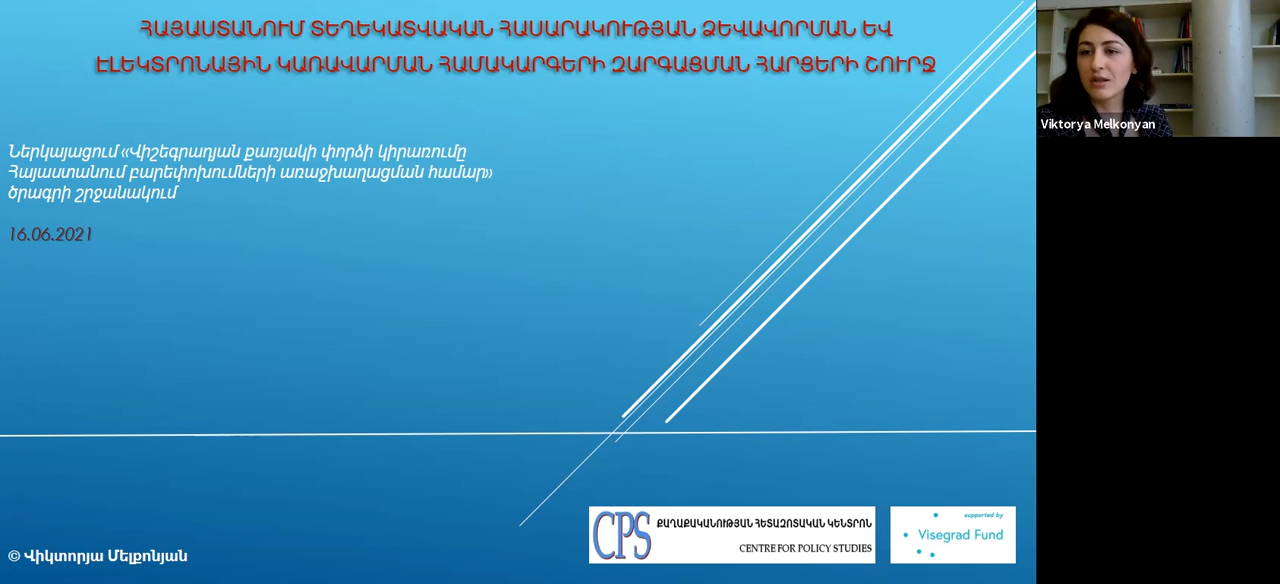 ՀԱՅԱՍՏԱՆՈՒՄ ՏԵՂԵԿԱՏՎԱԿԱՆ ՀԱՍԱՐԱԿՈՒԹՅԱՆ ՁԵՎԱՎՈՐՄԱՆ ԵՎ
ԷԼԵԿՏՐՈՆԱՅԻՆ ԿԱՌԱՎԱՐՄԱՆ ՀԱՄԱԿԱՐԳԵՐԻ ԶԱՐԳԱՑՄԱՆ ՀԱՐՑԵՐԻ ՇՈՒՐՋ
Ներկայացում «Վիշեգրադյան քառյակի փորձի կիրառումը
Հայաստանում բարեփոխումների առաջխաղացման համար»
ծրագրի շրջանակում
16.06.2021
© Վիկտորյա Մելքոնյան
CPS
ՔԱՂԱՔԱԿԱՆՈՒԹՅԱՆ ՀԵՏԱԶՈՏԱԿԱՆ ԿԵՆՏՐՈՆ
CENTRE FOR POLICY STUDIES
supported by
Visegrad Fund
Viktorya Melkonyan